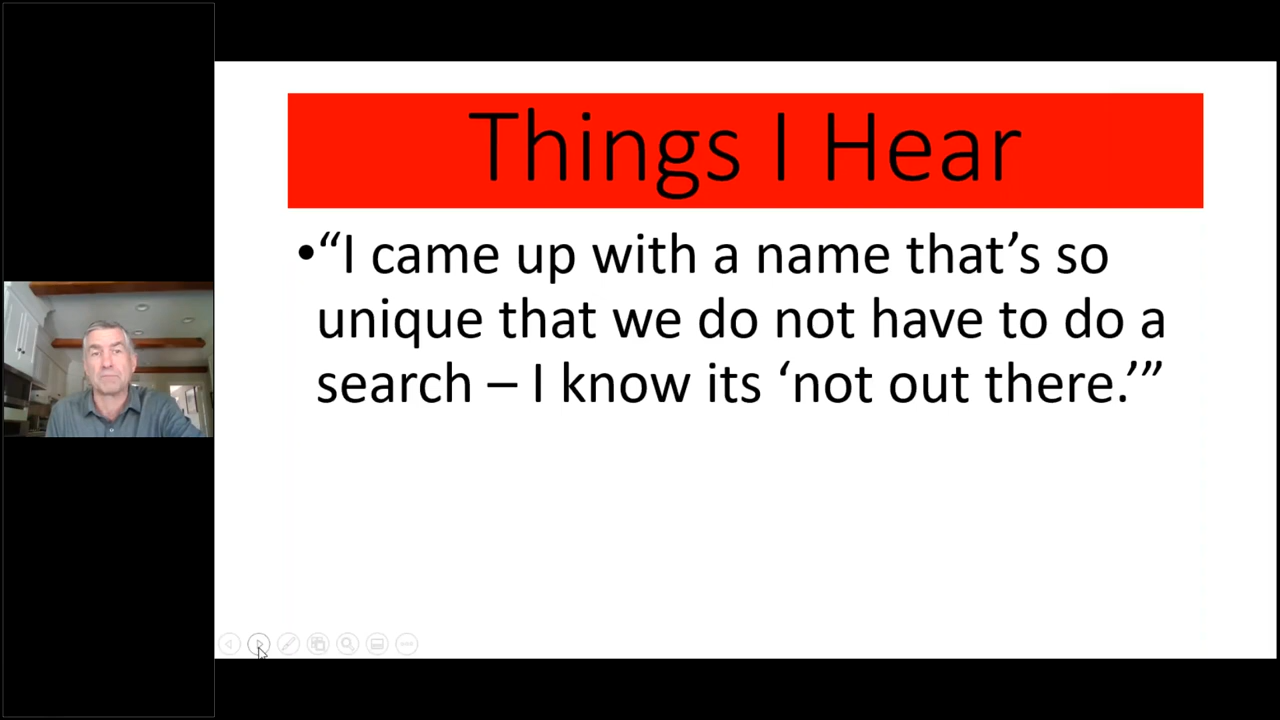 Things I Hear
•“I came up with a name that’s so
unique that we do not have to do a
search – I know its ‘not out there.’”